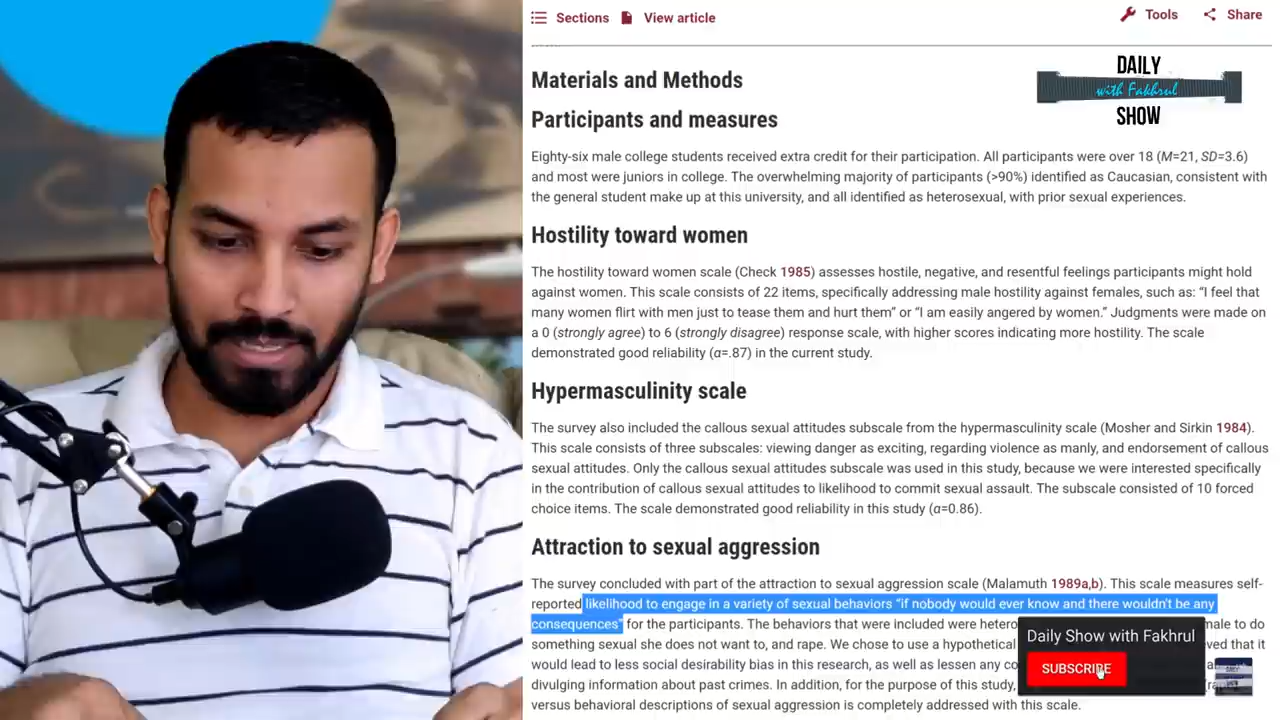 Sections View article Tools Share
DAILY
with Fakhrul
SHOW
Materials and Methods
Participants and measures
Eighty-six male college students received extra credit for their participation. All participants were over 18 (M=21, SD=3.6)
and most were juniors in college. The overwhelming majority of participants (>90%) identified as Caucasian, consistent with
the general student make up at this university, and all identified as heterosexual, with prior sexual experiences.
Hostility toward women
The hostility toward women scale (Check 1985) assesses hostile, negative, and resentful feelings participants might hold
against women. This scale consists of 22 items, specifically addressing male hostility against females, such as: “I feel that
many women flirt with men just to tease them and hurt them” or “I am easily angered by women.” Judgments were made on
a 0 (strongly agree) to 6 (strongly disagree) response scale, with higher scores indicating more hostility. The scale
demonstrated good reliability (α=.87) in the current study.
Hypermasculinity scale
The survey also included the callous sexual attitudes subscale from the hypermasculinity scale (Mosher and Sirkin 1984).
This scale consists of three subscales: viewing danger as exciting, regarding violence as manly, and endorsement of callous
sexual attitudes. Only the callous sexual attitudes subscale was used in this study, because we were interested specifically
in the contribution of callous sexual attitudes to likelihood to commit sexual assault. The subscale consisted of 10 forced
choice items. The scale demonstrated good reliability in this study (α=0.86).
Attraction to sexual aggression
The survey concluded with part of the attraction to sexual aggression scale (Malamuth 1989a,b). This scale measures self-
reported likelihood to engage in a variety of sexual behaviors “if nobody would ever know and there wouldn't be any
consequences” for the participants. The behaviors that were included were hetero male to do
something sexual she does not want to, and rape. We chose to use a hypothetical eved that it
would lead to less social desirability bias in this research, as well as lessen any co
divulging information about past crimes. In addition, for the purpose of this study,
versus behavioral descriptions of sexual aggression is completely addressed with this scale.
Daily Show with Fakhrul
SUBSCRIBE